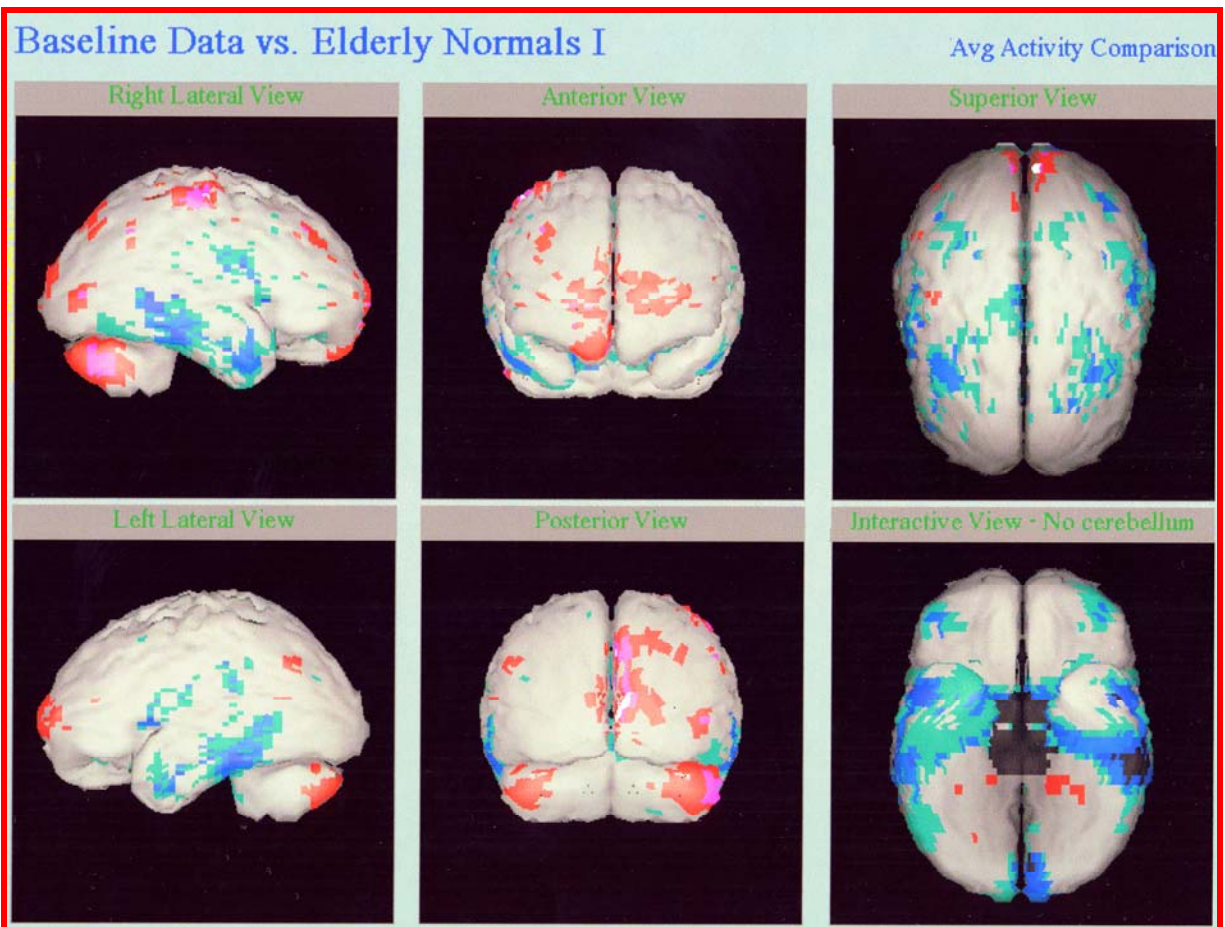 Baseline Data vs. Elderly Normals I
Avg Activity Comparison
Right Lateral View
Anterior View
Superior View
Left Lateral View
Posterior View
Interactive View - No cerebellum